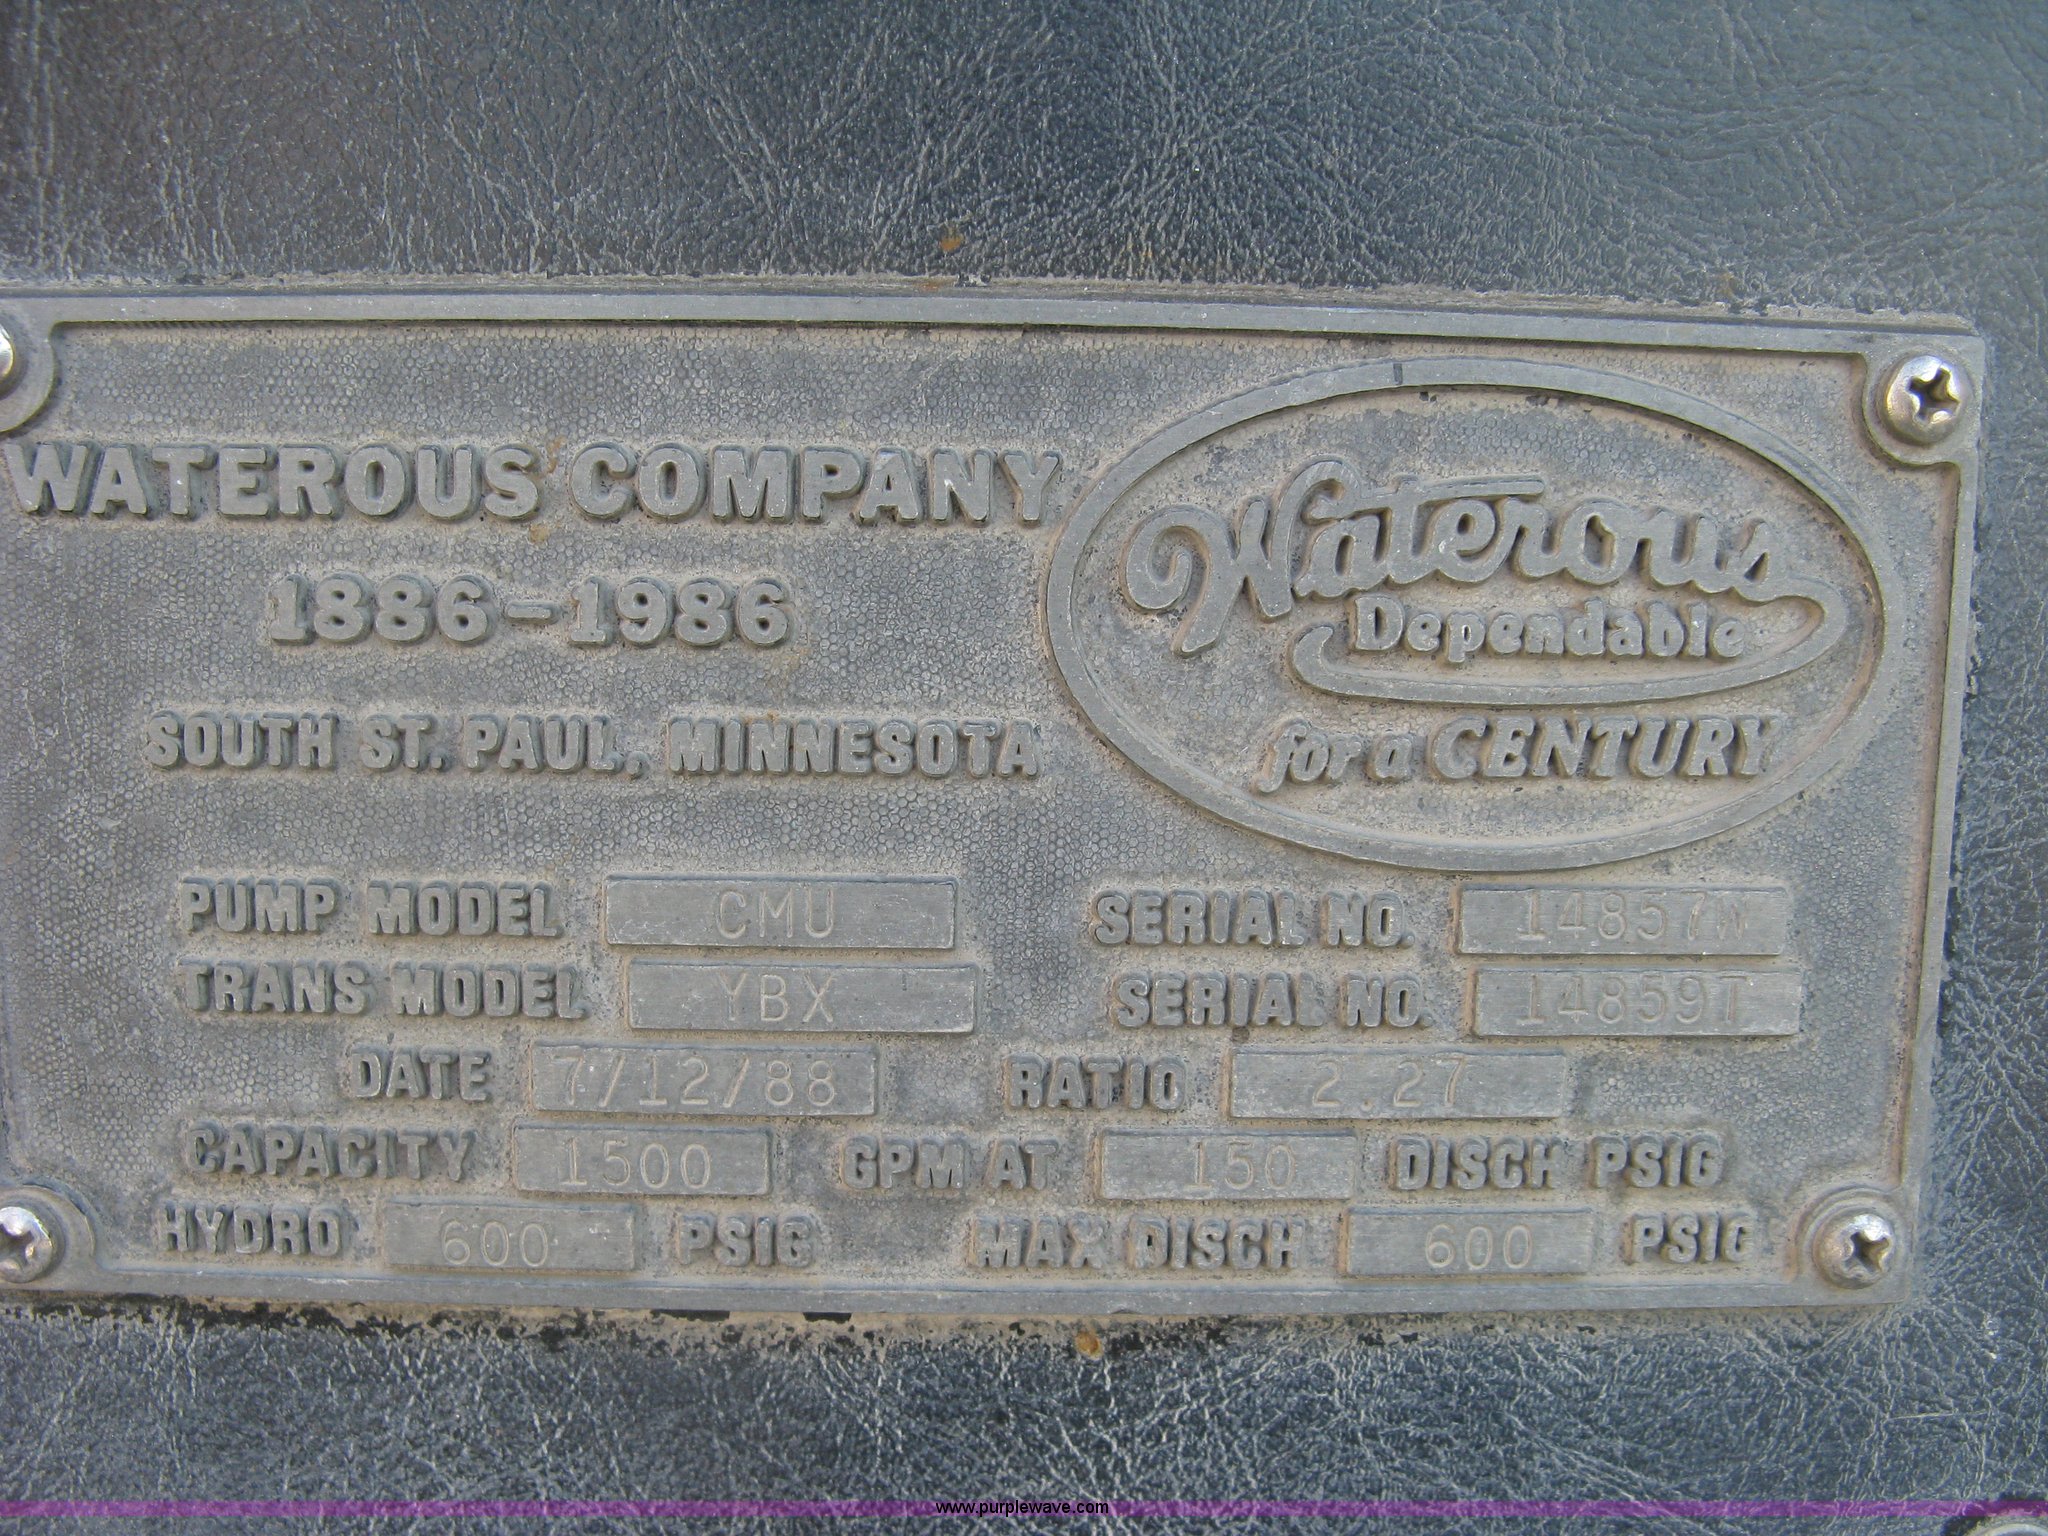 WATEROUS COMPANY
1886-1986
SOUTH ST. PAUL, MINNESOTA
Waterous
Dependable
for a CENTURY
PUMP MODEL CMU SERIAL NO. 14857W
TRANS MODEL YBX SERIAL NO. 14859T
DATE 7/12/88 RATIO 2.27
CAPACITY 1500 GPM AT 150 DISCH PSIG
HYDRO 600 PSIG MAX DISCH 600 PSIG
www.purplewave.com